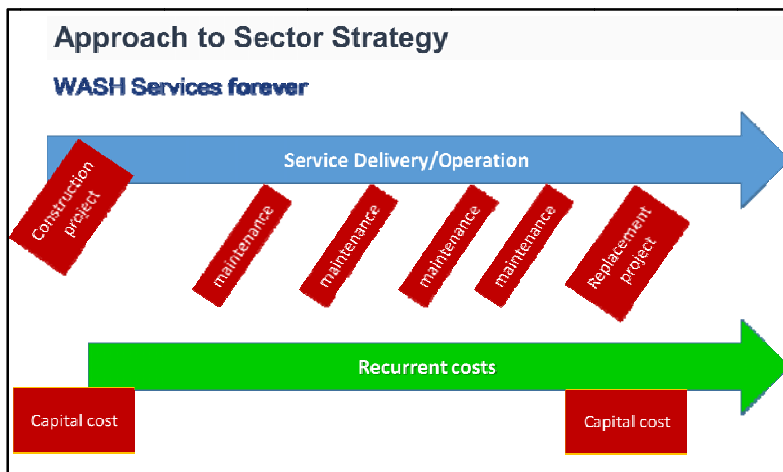 Approach to Sector Strategy
WASH Services forever
Service Delivery/Operation
Construction
project
maintenance
maintenance
maintenance
maintenance
Replacement
project
Recurrent costs
Capital cost
Capital cost